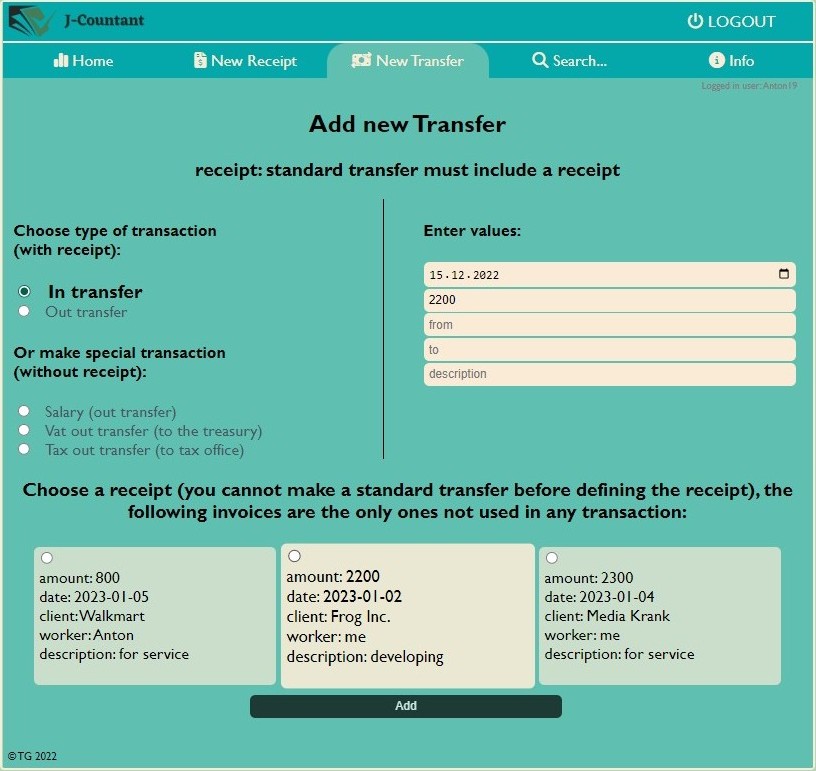 J-Countant
LOGOUT
Home
New Receipt
New Transfer
Search...
Info
Logged in user: Anton19
Add new Transfer
receipt: standard transfer must include a receipt
Choose type of transaction
(with receipt):
In transfer
Out transfer
Or make special transaction
(without receipt):
Salary (out transfer)
Vat out transfer (to the treasury)
Tax out transfer (to tax office)
Enter values:
15.12.2022
2200
from
to
description
Choose a receipt (you cannot make a standard transfer before defining the receipt), the
following invoices are the only ones not used in any transaction:
amount: 800
date: 2023-01-05
client: Walkmart
worker: Anton
description: for service
amount: 2200
date: 2023-01-02
client: Frog Inc.
worker: me
description: developing
amount: 2300
date: 2023-01-04
client: Media Krank
worker: me
description: for service
Add
©TG 2022